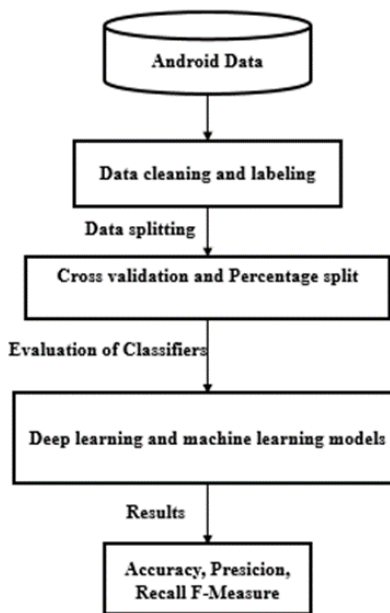 Android Data
Data cleaning and labeling
Data splitting
Cross validation and Percentage split
Evaluation of Classifiers
Deep learning and machine learning models
Results
Accuracy, Presicion,
Recall F-Measure